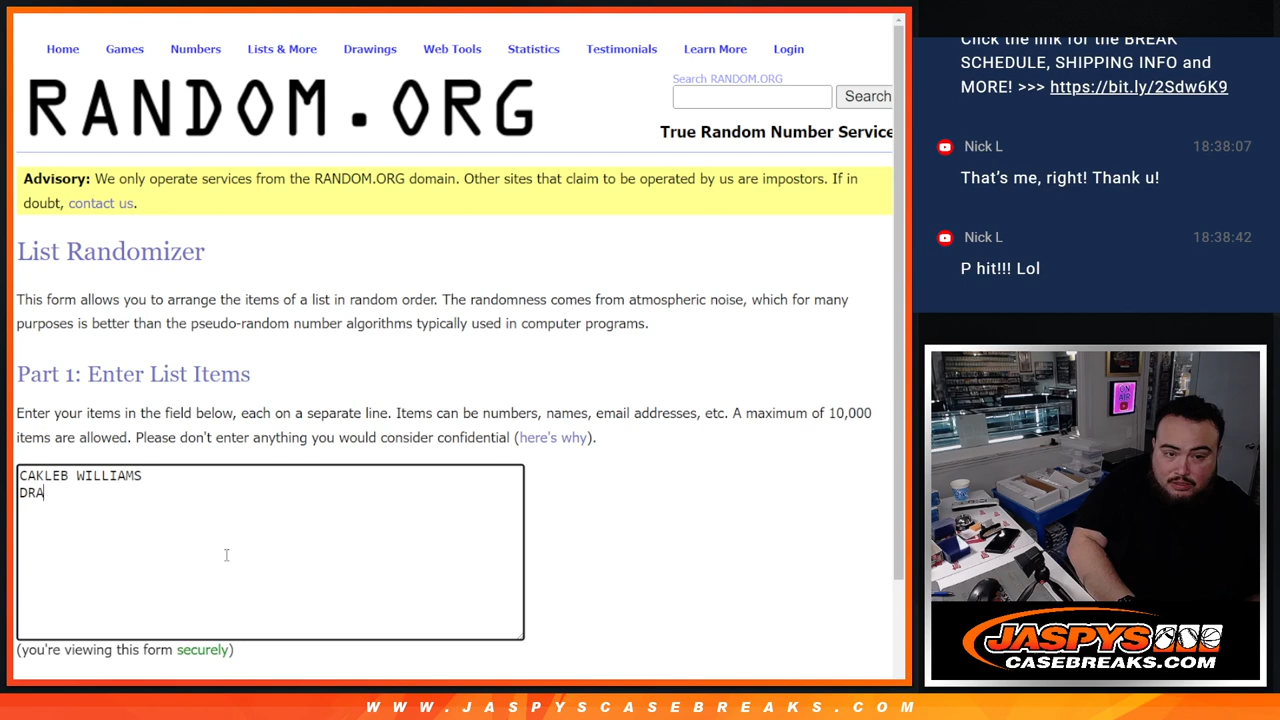 Home Games Numbers Lists & More Drawings Web Tools Statistics Testimonials Learn More Login
RANDOM.ORG
Search RANDOM.ORG
Search
True Random Number Service
Advisory: We only operate services from the RANDOM.ORG domain. Other sites that claim to be operated by us are impostors. If in
doubt, contact us.
List Randomizer
This form allows you to arrange the items of a list in random order. The randomness comes from atmospheric noise, which for many
purposes is better than the pseudo-random number algorithms typically used in computer programs.
Part 1: Enter List Items
Enter your items in the field below, each on a separate line. Items can be numbers, names, email addresses, etc. A maximum of 10,000
items are allowed. Please don't enter anything you would consider confidential (here's why).
CAKLEB WILLIAMS
DRA
(you're viewing this form securely)
Click the link for the BREAK
SCHEDULE, SHIPPING INFO and
MORE! >>> https://bit.ly/2Sdw6K9
Nick L 18:38:07
That's me, right! Thank u!
Nick L 18:38:42
P hit!!! Lol
ON
AIR
JASPYS
CASEBREAKS.COM
WWW.JASPYSCASEBREAKS.COM